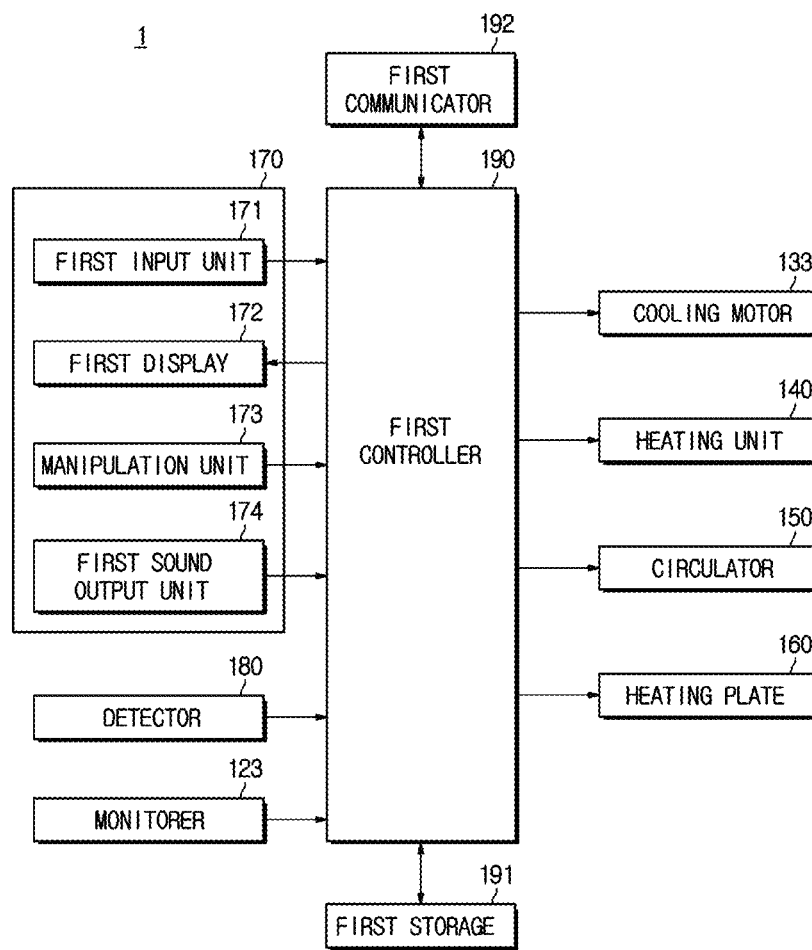 1
192
FIRST
COMMUNICATOR
170
190
171
FIRST INPUT UNIT
133
COOLING MOTOR
172
FIRST DISPLAY
140
HEATING UNIT
173
MANIPULATION UNIT
FIRST
CONTROLLER
174
FIRST SOUND
OUTPUT UNIT
150
CIRCULATOR
160
HEATING PLATE
180
DETECTOR
123
MONITORER
191
FIRST STORAGE